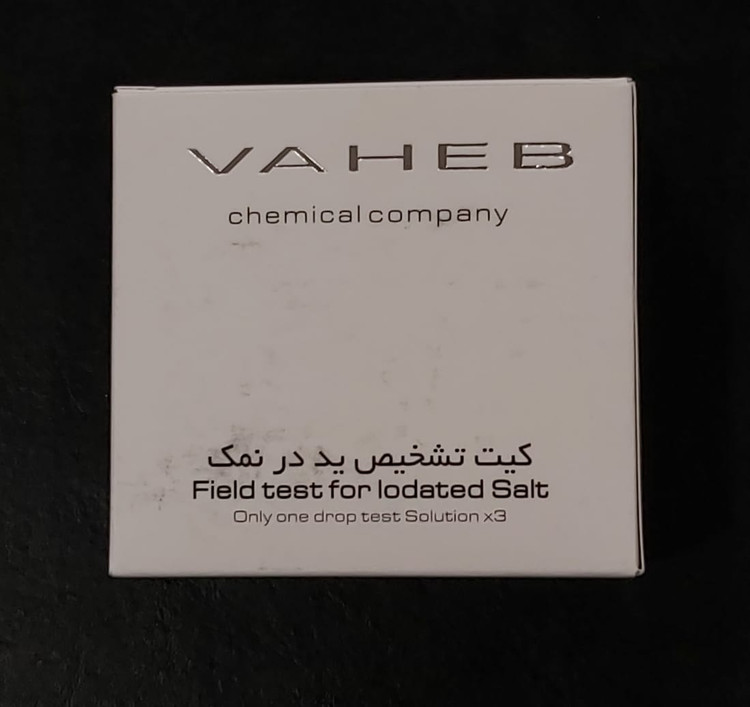 VAHEB
chemical company
کیت تشخیص ید در نمک
Field test for Iodated Salt
Only one drop test Solution x3